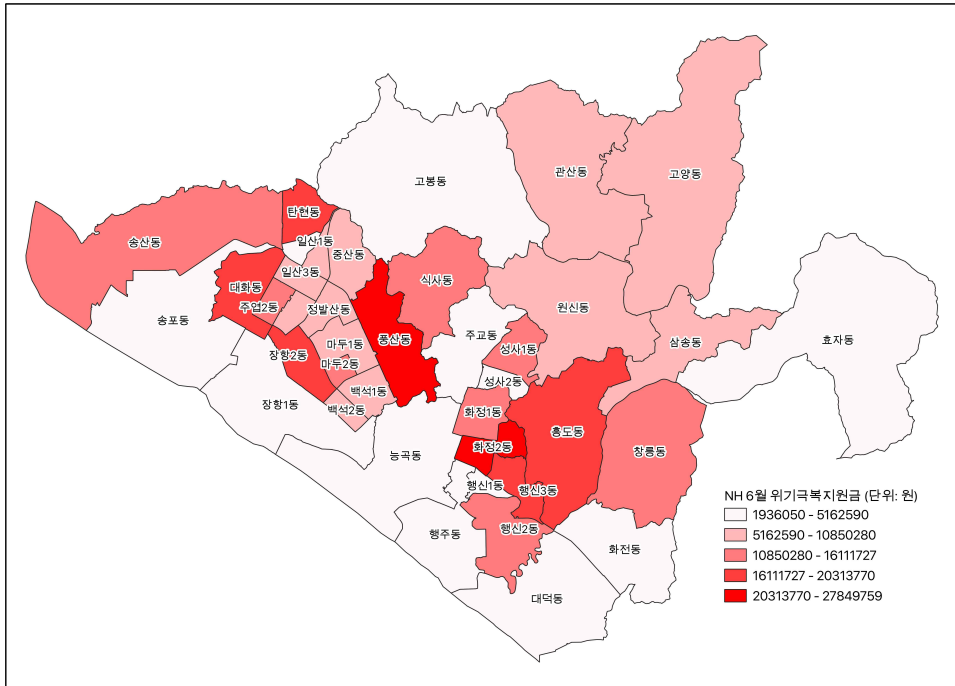 고양동
관산동
고봉동
탄현동
일산1동
송산동
중산동
일산3동
식사동
대화동
주엽2동
정발산동
원신동
송포동
풍산동
주교동
효자동
삼송동
마두1동
성사1동
장항2동
마두2동
성사2동
백석1동
장항1동
백석2동
화정1동
흥도동
화정2동
창릉동
능곡동
행신1동
행신3동
행신2동
행주동
화전동
대덕동
NH 6월 위기극복지원금 (단위: 원)
1936050 - 5162590
5162590 - 10850280
10850280 - 16111727
16111727 - 20313770
20313770 - 27849759